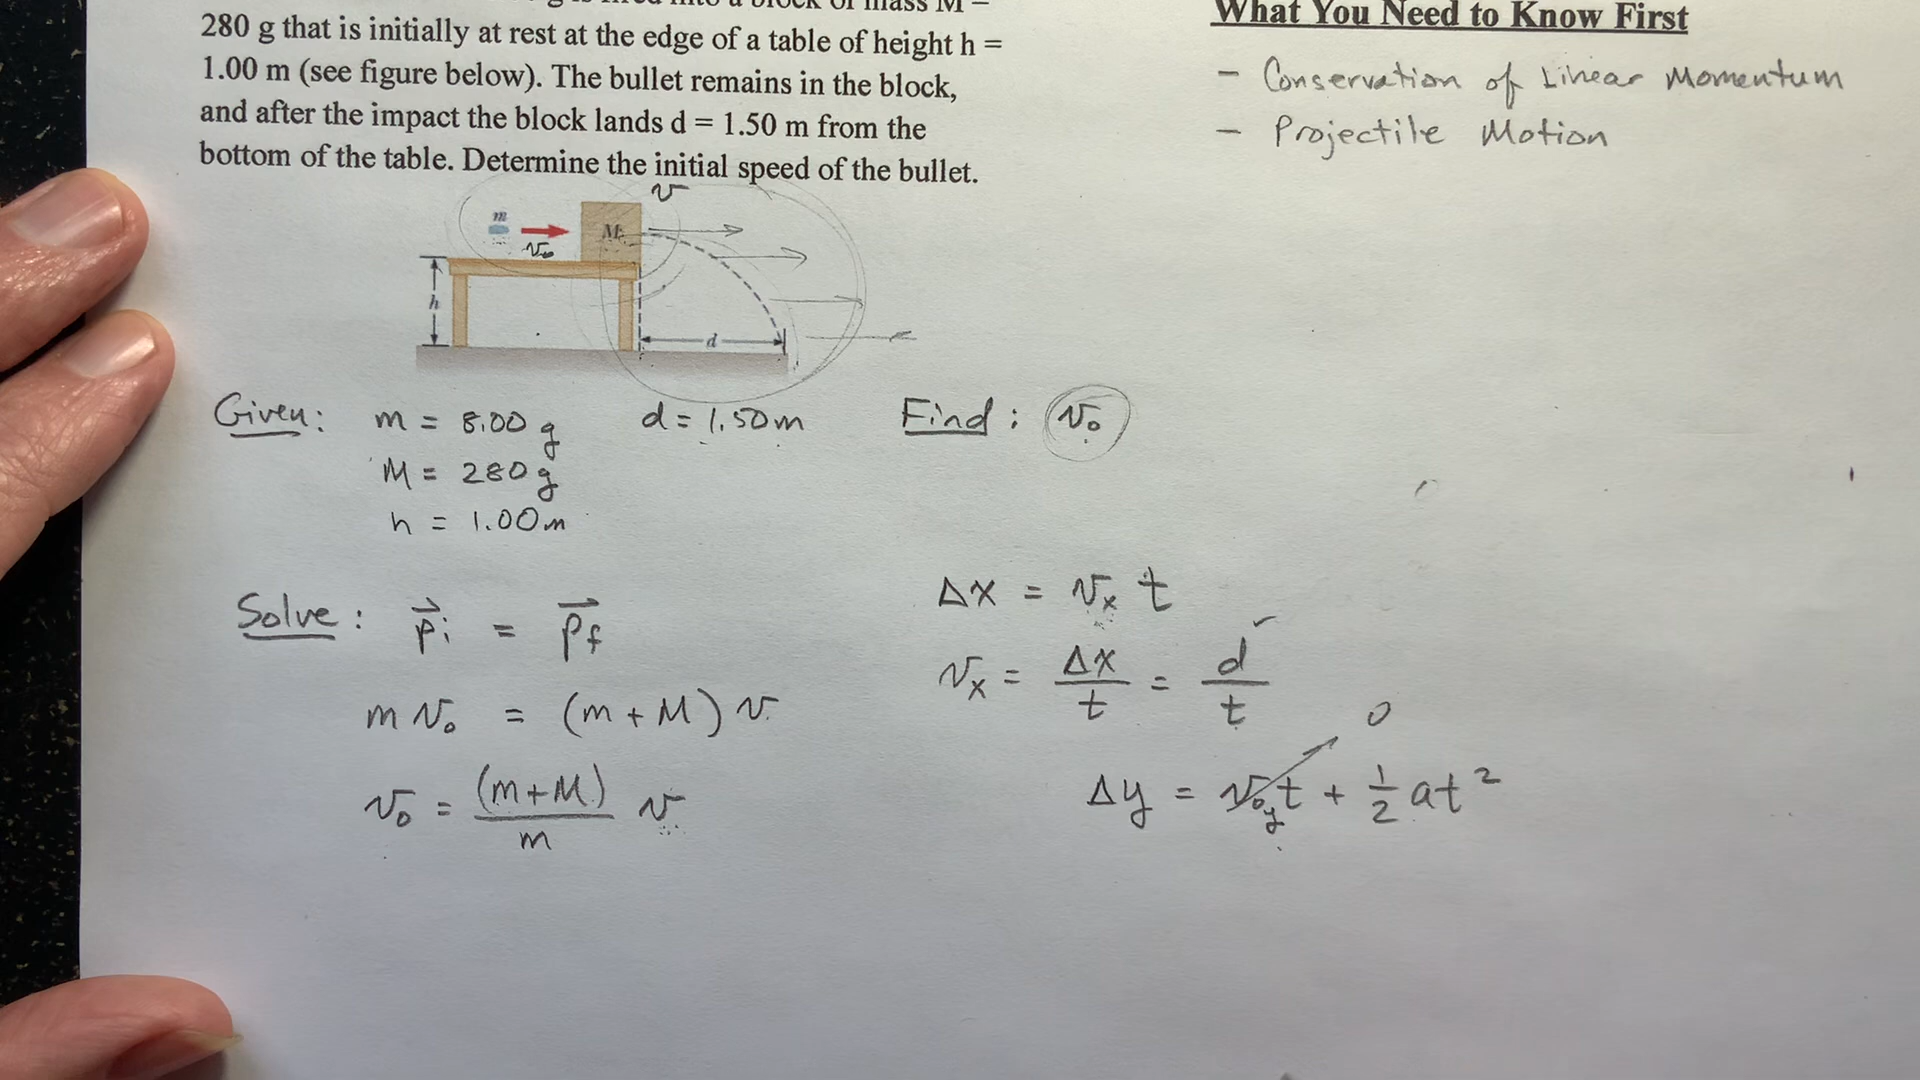 block of mass M =
280 g that is initially at rest at the edge of a table of height h =
1.00 m (see figure below). The bullet remains in the block,
and after the impact the block lands d = 1.50 m from the
bottom of the table. Determine the initial speed of the bullet.
What You Need to Know First
- Conservation of Linear Momentum
- Projectile Motion
v
m
M
v₀
h
d
Given: m = 8.00 g d = 1.50 m Find: v₀
M = 280 g
h = 1.00 m
Solve: p⃗i = p⃗f
m v₀ = (m + M) v
v₀ = (m+M)/m v
Δx = vₓ t
vₓ = Δx/t = d/t
0
Δy = v₀y t + 1/2 at²